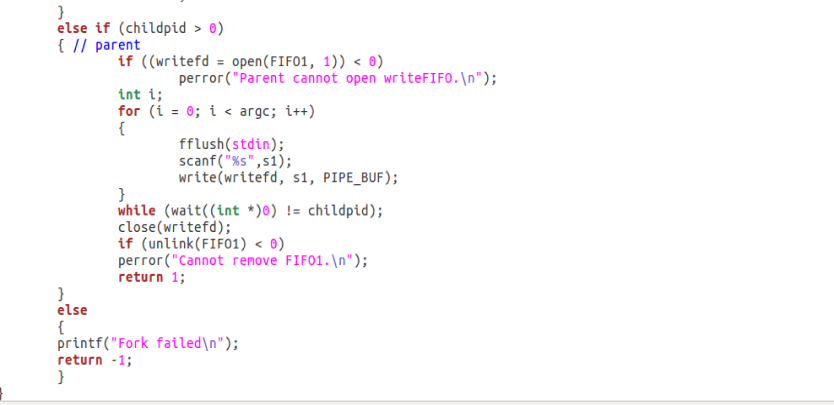 }
else if (childpid > 0)
{ // parent
if ((writefd = open(FIFO1, 1)) < 0)
perror("Parent cannot open writeFIFO.\n");
int i;
for (i = 0; i < argc; i++)
{
fflush(stdin);
scanf("%s",s1);
write(writefd, s1, PIPE_BUF);
}
while (wait((int *)0) != childpid);
close(writefd);
if (unlink(FIFO1) < 0)
perror("Cannot remove FIFO1.\n");
return 1;
}
else
{
printf("Fork failed\n");
return -1;
}
}